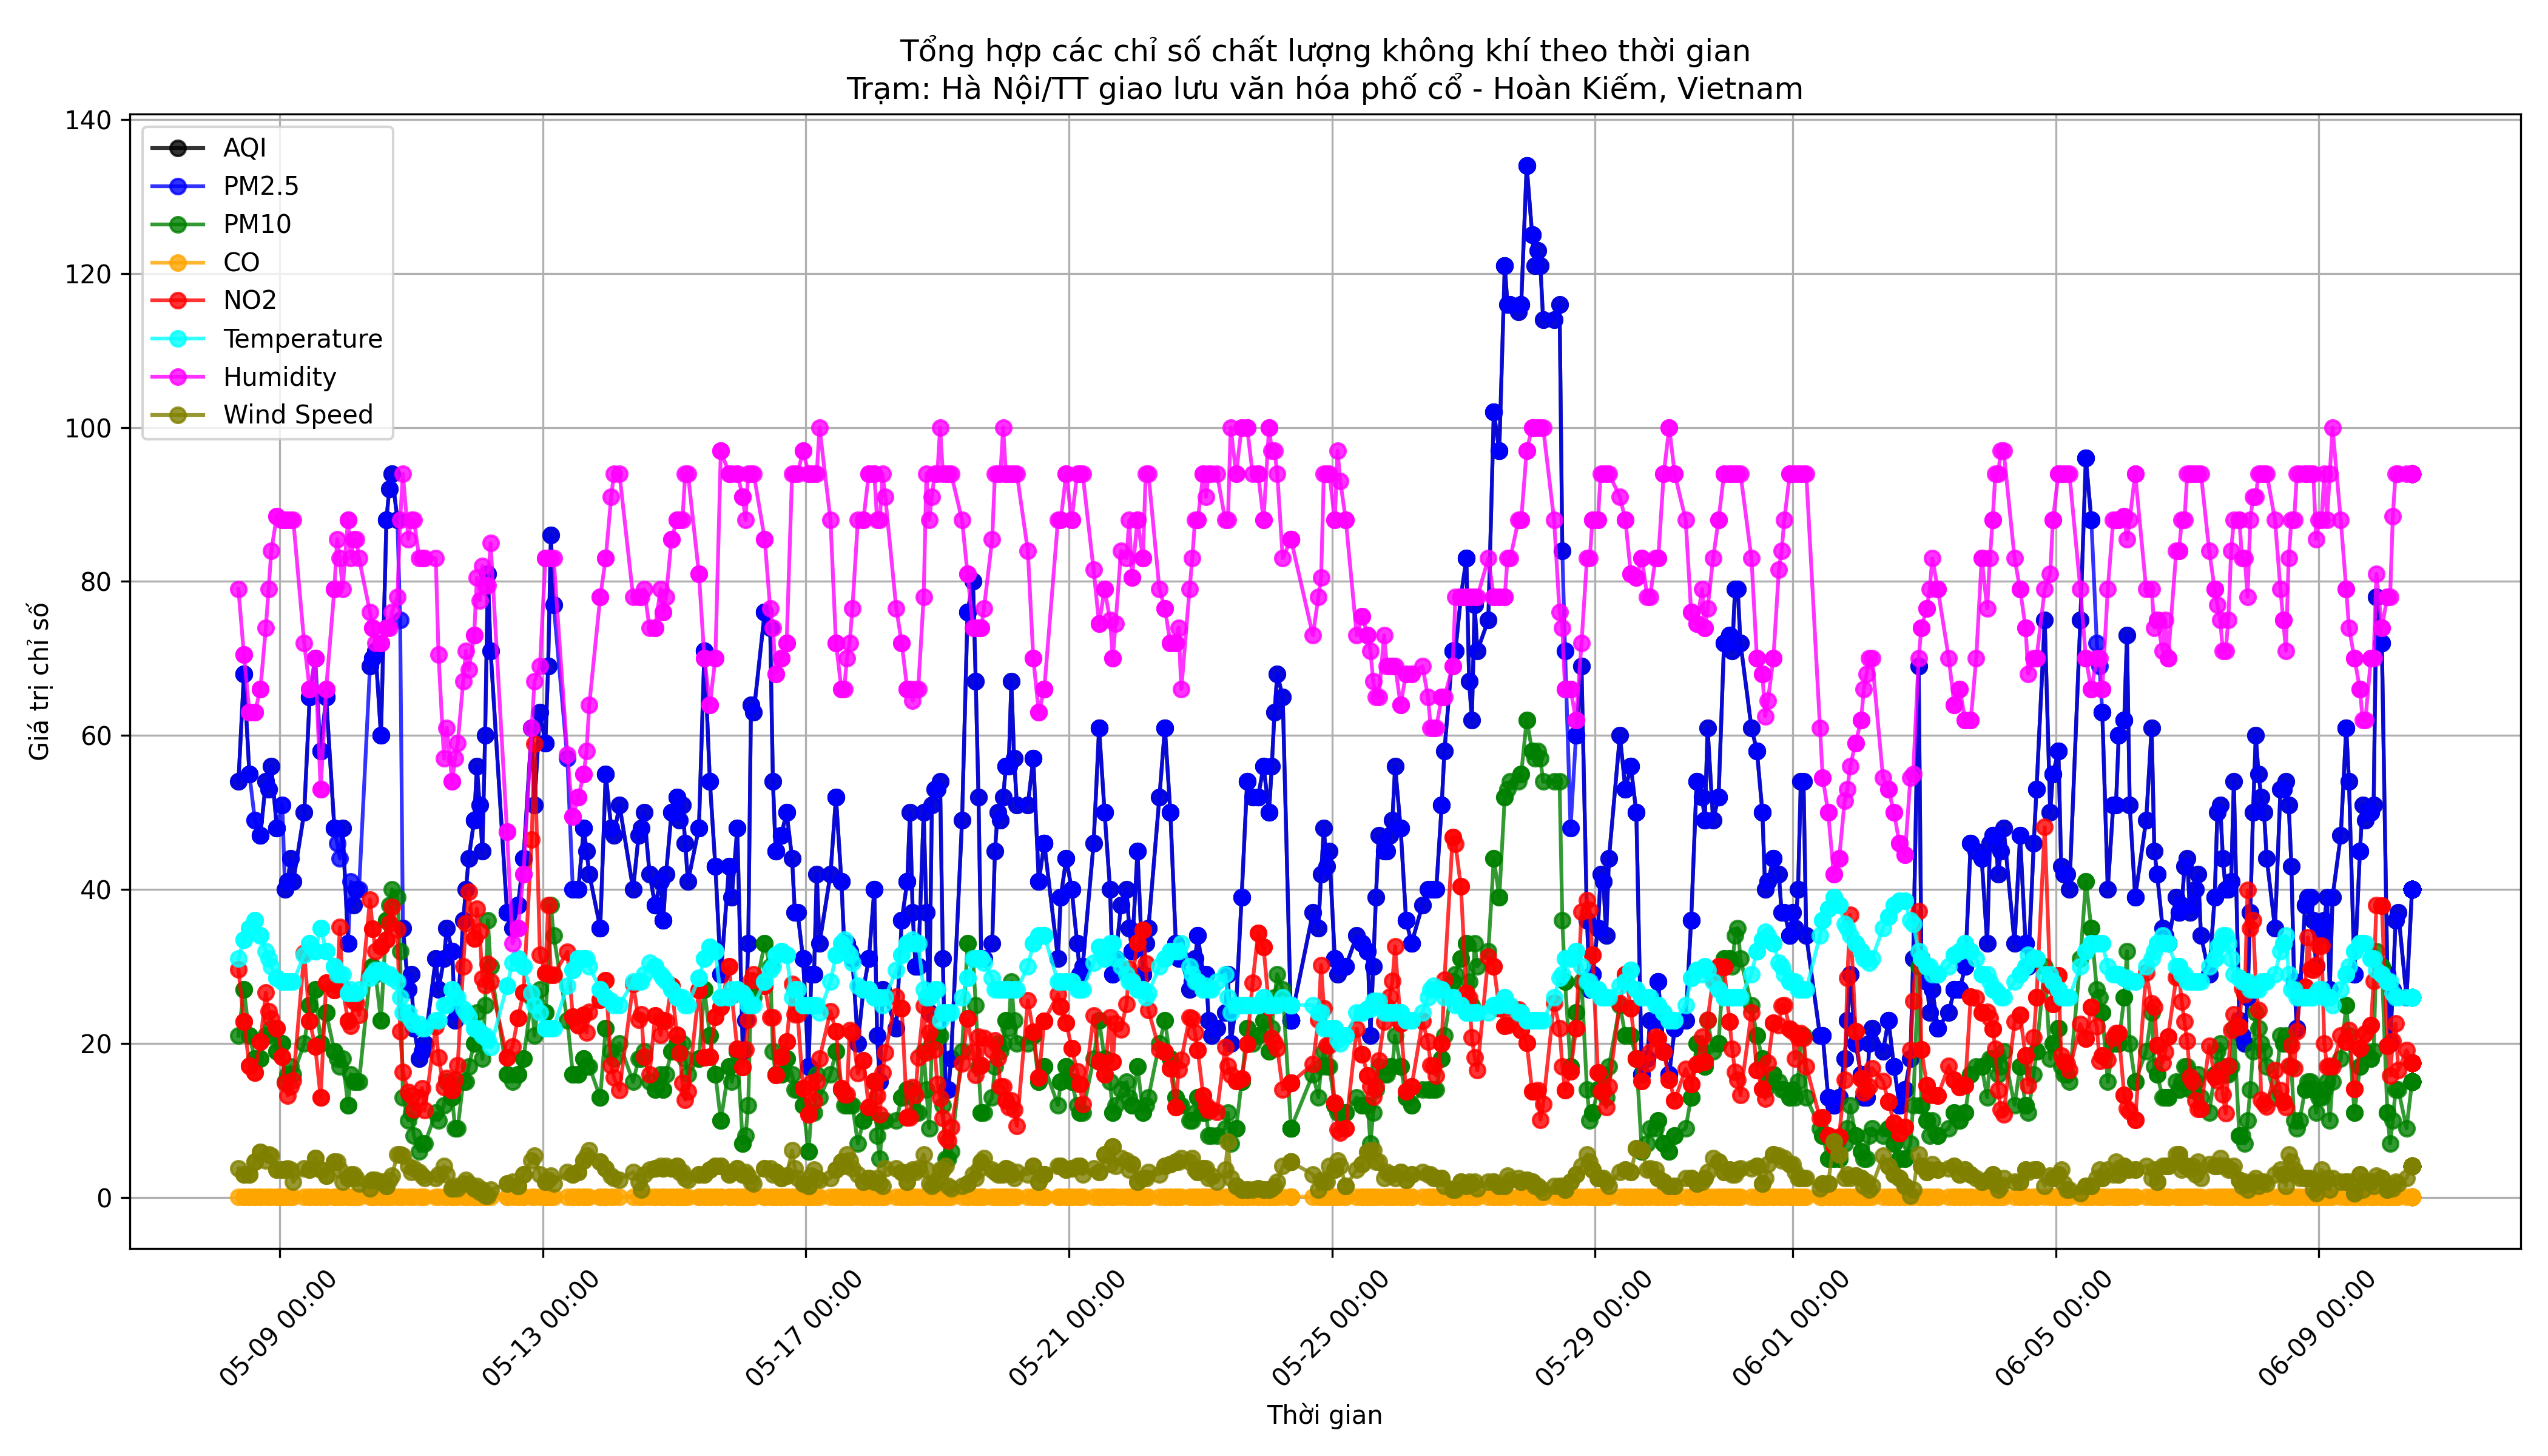 Tổng hợp các chỉ số chất lượng không khí theo thời gian
Trạm: Hà Nội/TT giao lưu văn hóa phố cổ - Hoàn Kiếm, Vietnam
140
120
100
80
60
40
20
0
Giá trị chỉ số
AQI
PM2.5
PM10
CO
NO2
Temperature
Humidity
Wind Speed
05-09 00:00
05-13 00:00
05-17 00:00
05-21 00:00
05-25 00:00
05-29 00:00
06-01 00:00
06-05 00:00
06-09 00:00
Thời gian